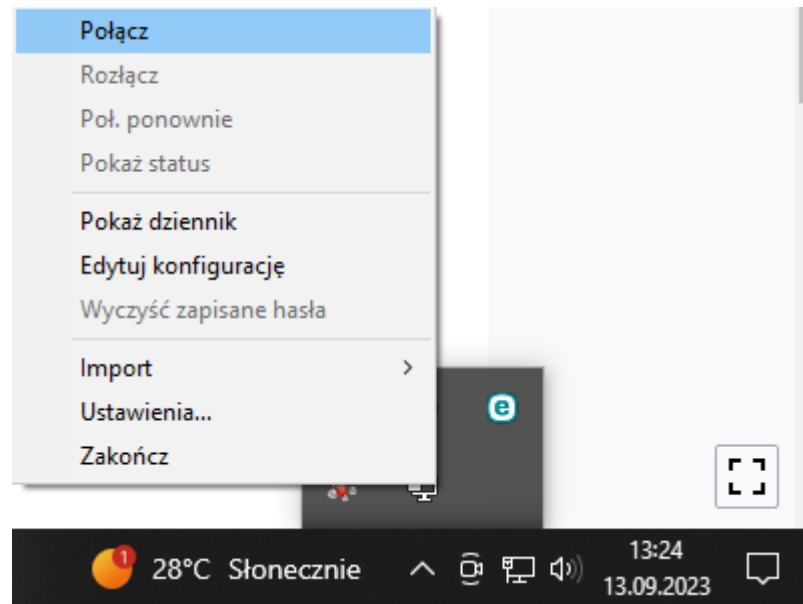 Połącz
Rozłącz
Poł. ponownie
Pokaż status
Pokaż dziennik
Edytuj konfigurację
Wyczyść zapisane hasła
Import
Ustawienia...
Zakończ
e
1
28°C Słonecznie
13:24
13.09.2023